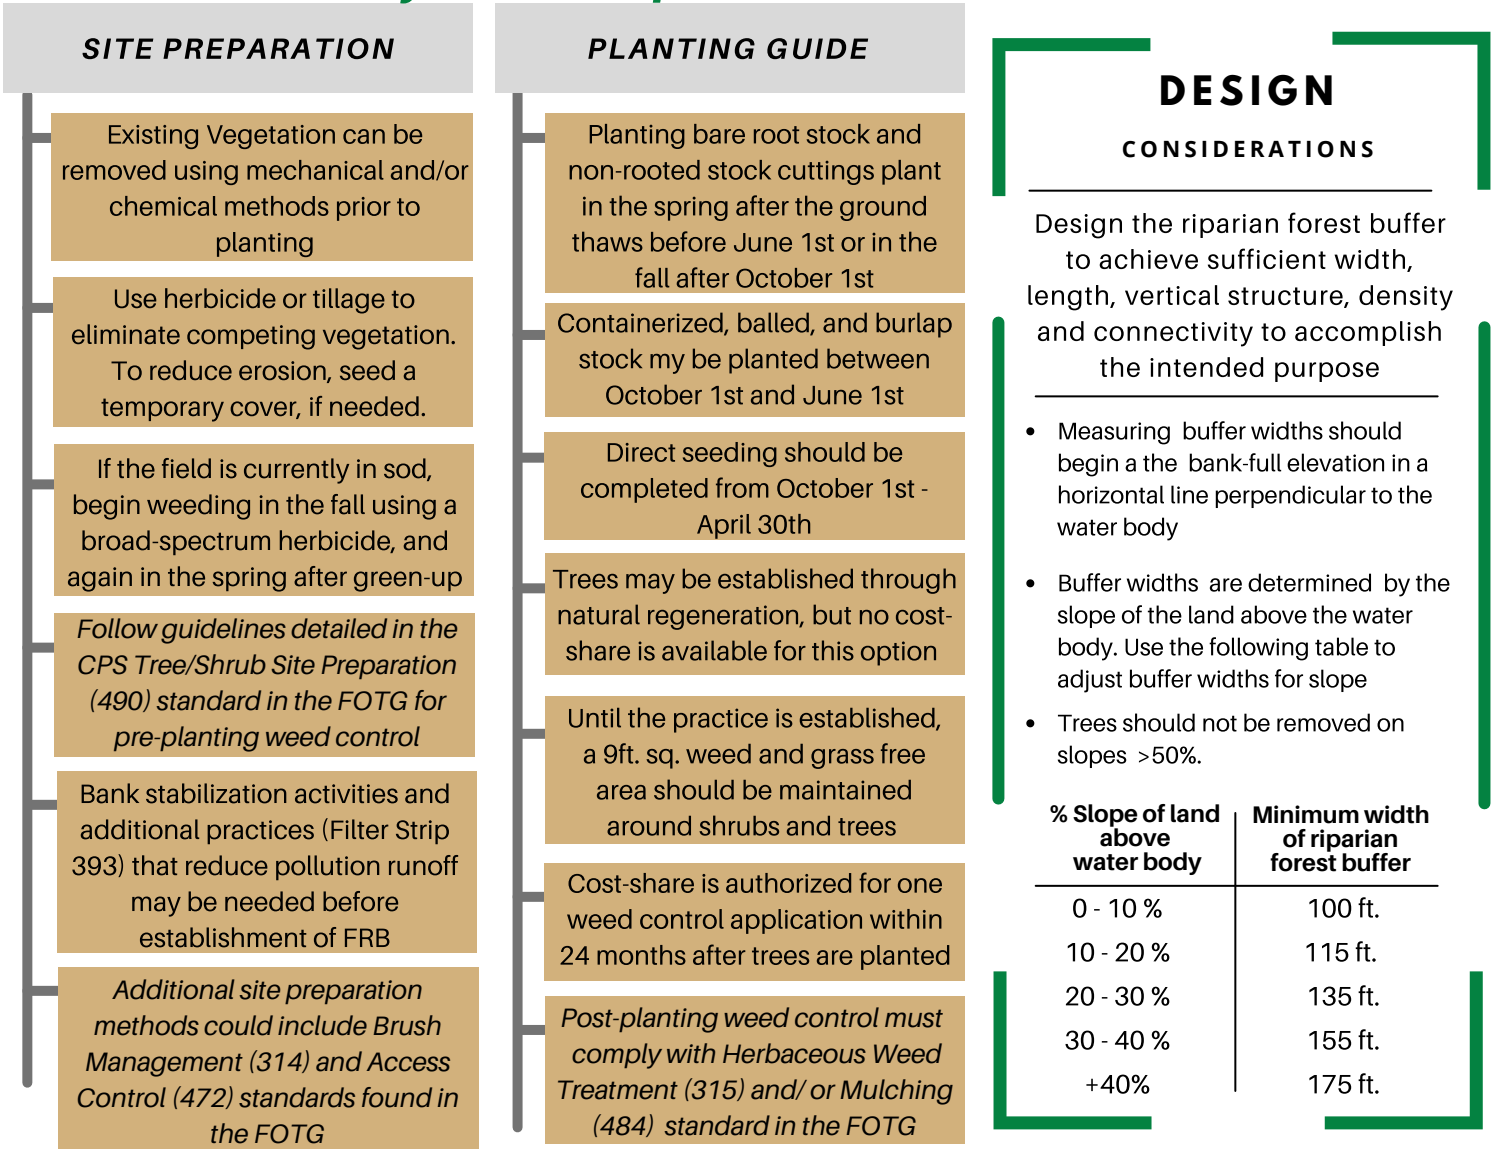 SITE PREPARATION
Existing Vegetation can be
removed using mechanical and/or
chemical methods prior to
planting
Use herbicide or tillage to
eliminate competing vegetation.
To reduce erosion, seed a
temporary cover, if needed.
If the field is currently in sod,
begin weeding in the fall using a
broad-spectrum herbicide, and
again in the spring after green-up
Follow guidelines detailed in the
CPS Tree/Shrub Site Preparation
(490) standard in the FOTG for
pre-planting weed control
Bank stabilization activities and
additional practices (Filter Strip
393) that reduce pollution runoff
may be needed before
establishment of FRB
Additional site preparation
methods could include Brush
Management (314) and Access
Control (472) standards found in
the FOTG
PLANTING GUIDE
Planting bare root stock and
non-rooted stock cuttings plant
in the spring after the ground
thaws before June 1st or in the
fall after October 1st
Containerized, balled, and burlap
stock my be planted between
October 1st and June 1st
Direct seeding should be
completed from October 1st -
April 30th
Trees may be established through
natural regeneration, but no cost-
share is available for this option
Until the practice is established,
a 9ft. sq. weed and grass free
area should be maintained
around shrubs and trees
Cost-share is authorized for one
weed control application within
24 months after trees are planted
Post-planting weed control must
comply with Herbaceous Weed
Treatment (315) and/ or Mulching
(484) standard in the FOTG
DESIGN
CONSIDERATIONS
Design the riparian forest buffer
to achieve sufficient width,
length, vertical structure, density
and connectivity to accomplish
the intended purpose
• Measuring buffer widths should
begin a the bank-full elevation in a
horizontal line perpendicular to the
water body
• Buffer widths are determined by the
slope of the land above the water
body. Use the following table to
adjust buffer widths for slope
• Trees should not be removed on
slopes >50%.
% Slope of land
above
water body
Minimum width
of riparian
forest buffer
0 - 10 % 100 ft.
10 - 20 % 115 ft.
20 - 30 % 135 ft.
30 - 40 % 155 ft.
+40% 175 ft.